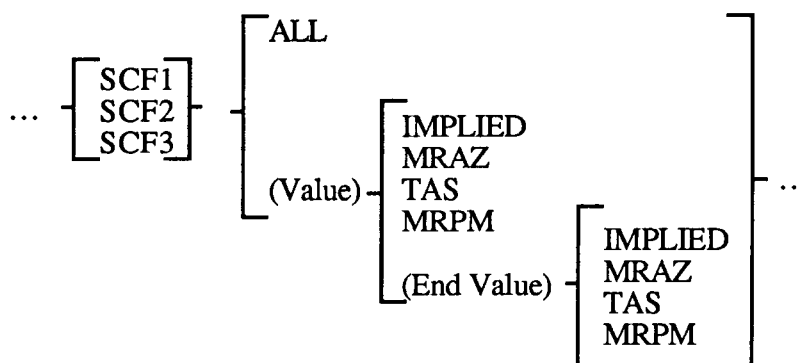 ALL
SCF1
SCF2
SCF3
...
IMPLIED
MRAZ
(Value)
TAS
MRPM
(End Value)
IMPLIED
MRAZ
TAS
MRPM
..